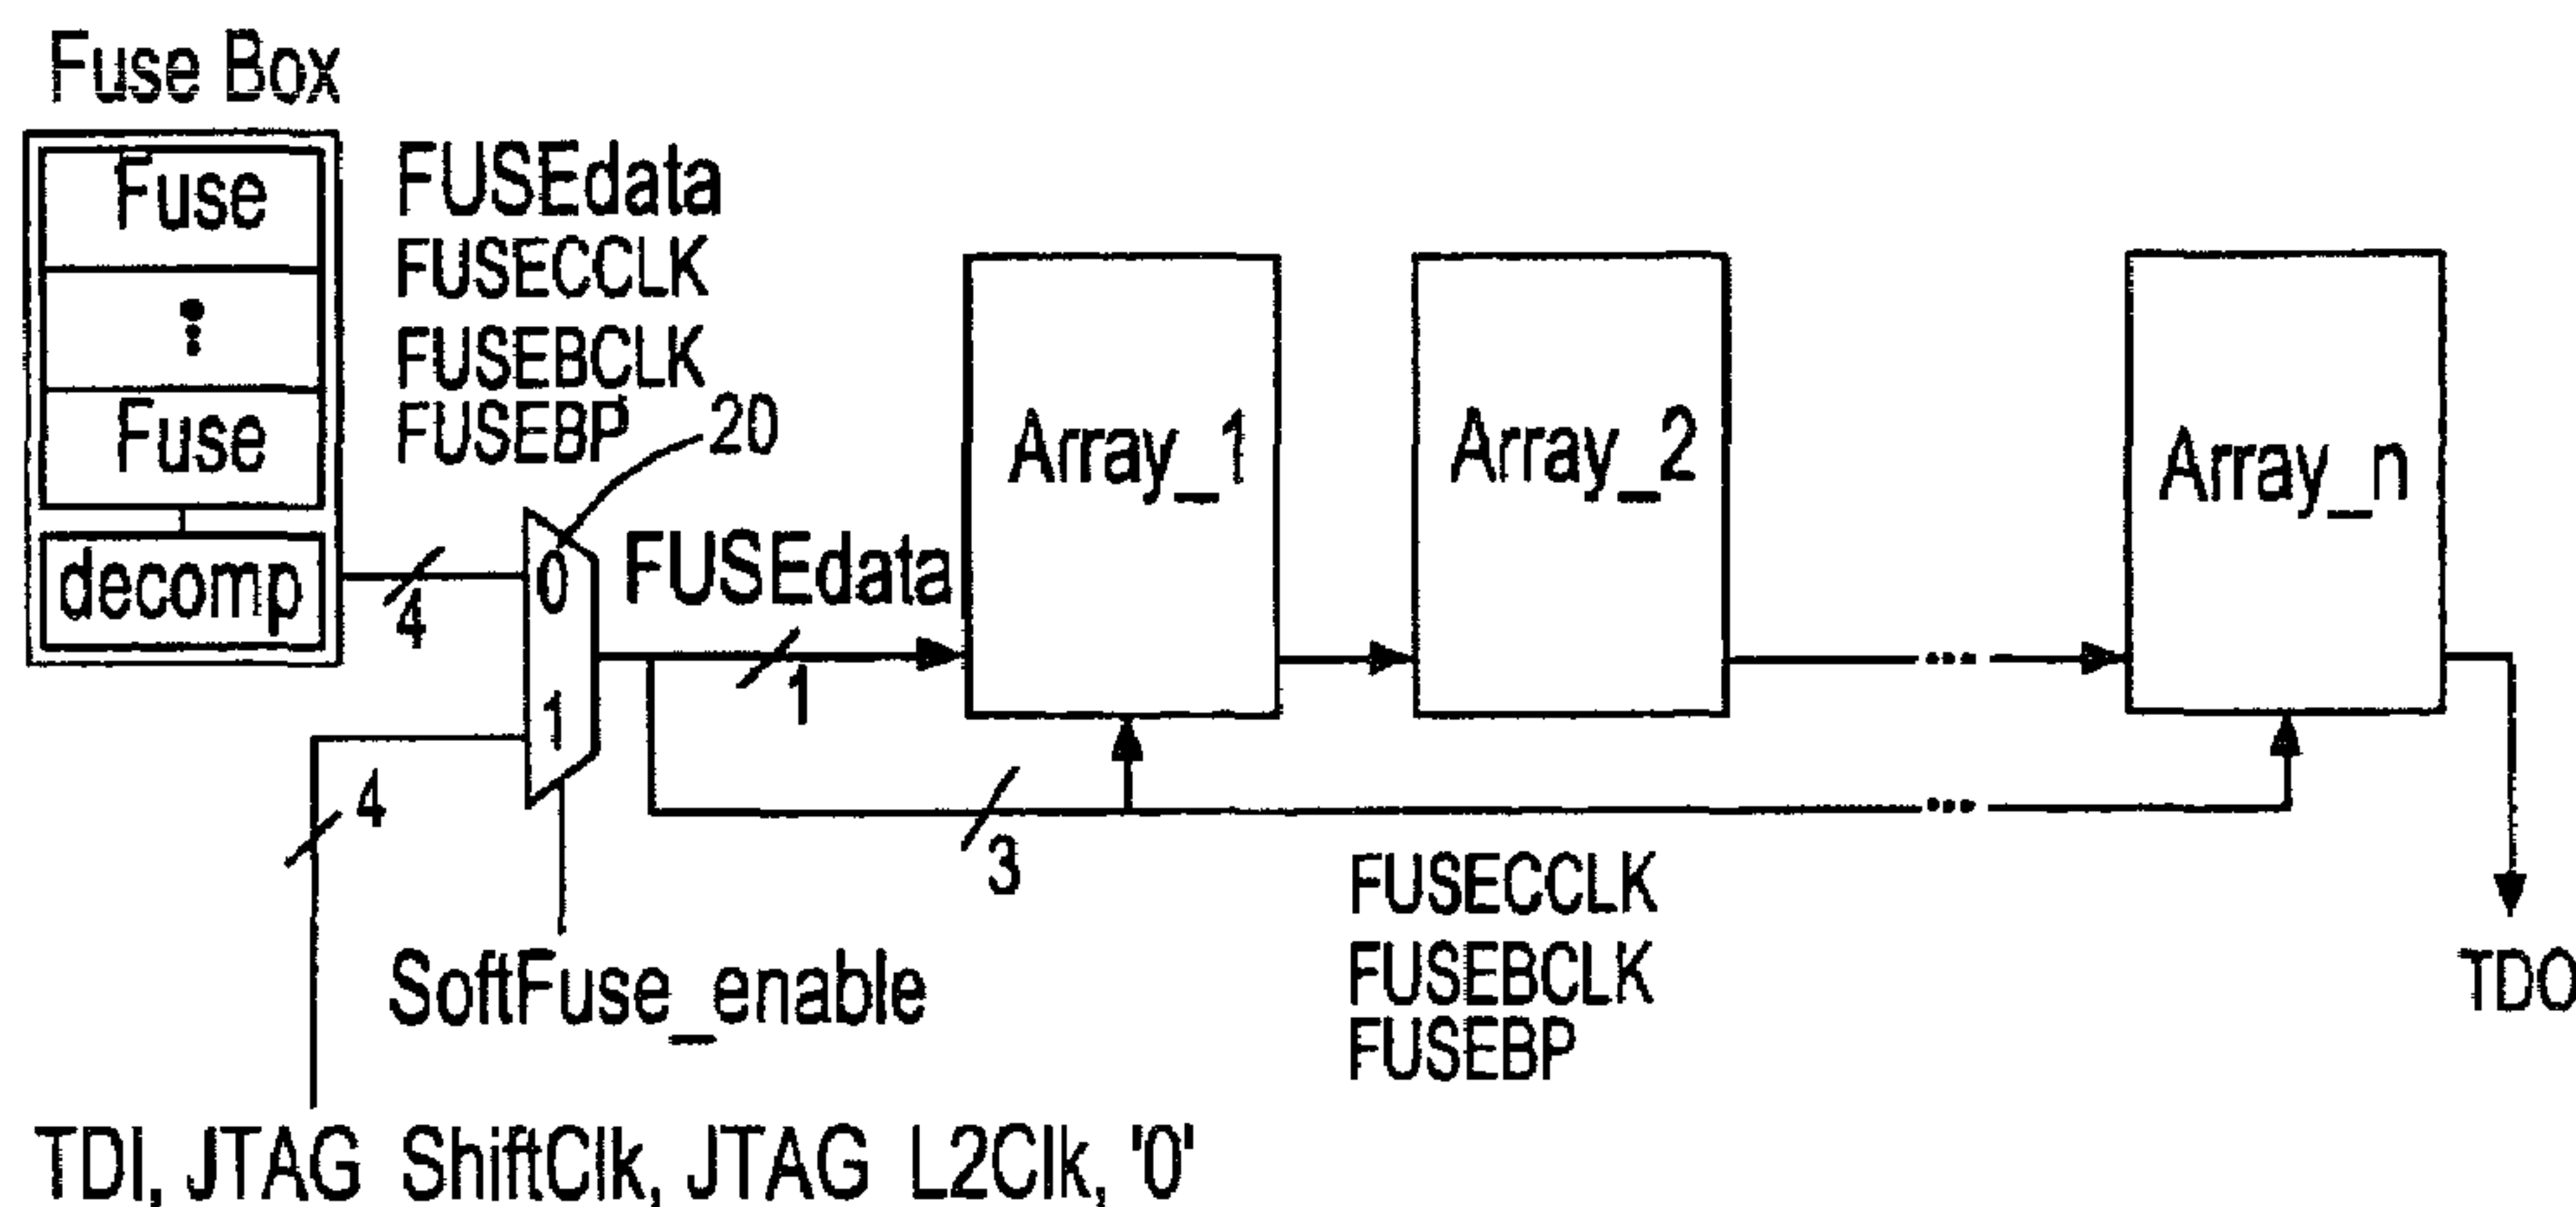 Fuse Box
Fuse
Fuse
decomp
FUSEdata
FUSECCLK
FUSEBCLK
FUSEBP
20
4
0
1
4
SoftFuse_enable
TDI, JTAG ShiftClk, JTAG L2Clk, '0'
FUSEdata
1
3
Array_1
Array_2
Array_n
FUSECCLK
FUSEBCLK
FUSEBP
TDO